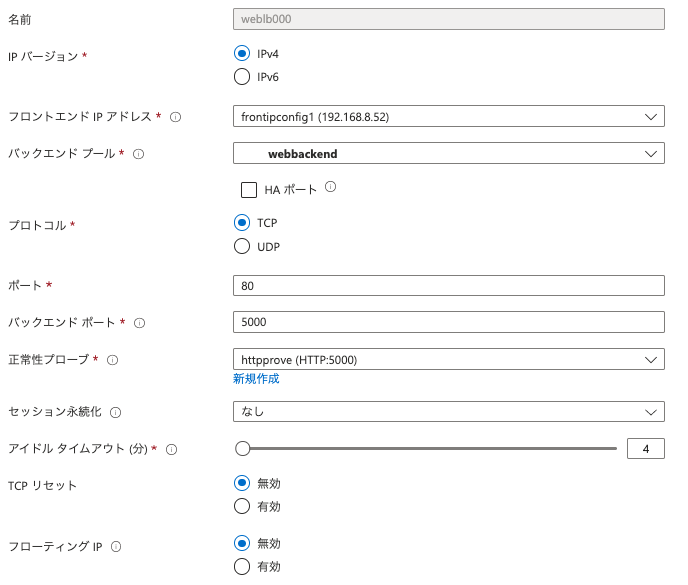 名前 weblb000
IP バージョン * IPv4
IPv6
フロントエンド IP アドレス * frontipconfig1 (192.168.8.52)
バックエンド プール * webbackend
HA ポート
プロトコル * TCP
UDP
ポート * 80
バックエンド ポート * 5000
正常性プローブ * httpprove (HTTP:5000)
新規作成
セッション永続化 なし
アイドル タイムアウト (分) * 4
TCP リセット 無効
有効
フローティング IP 無効
有効